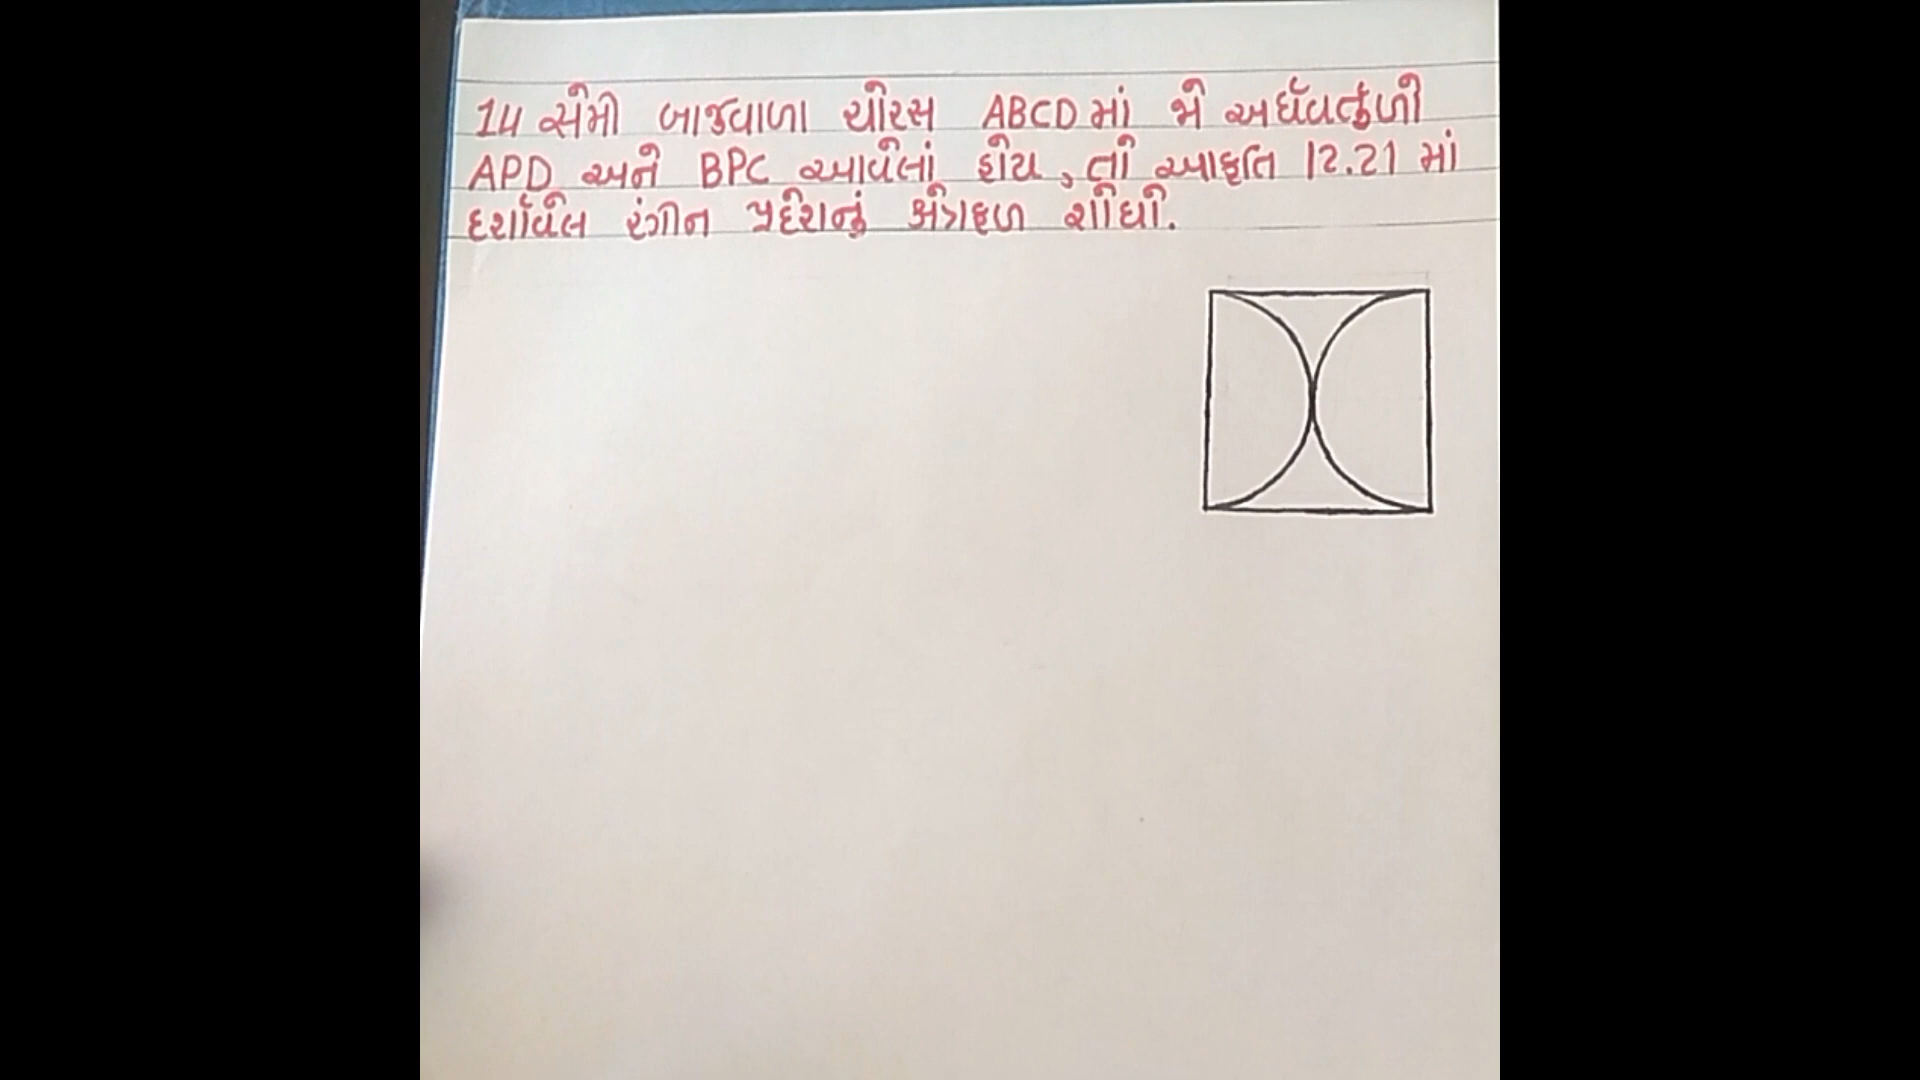 14 સેમી બાજુવાળા ચોરસ ABCD માં જો અર્ધવર્તુળો
APD અને BPC આવેલાં હોય, તો આકૃતિ 12.21 માં
દર્શાવેલ રંગીન પ્રદેશનું ક્ષેત્રફળ શોધો.